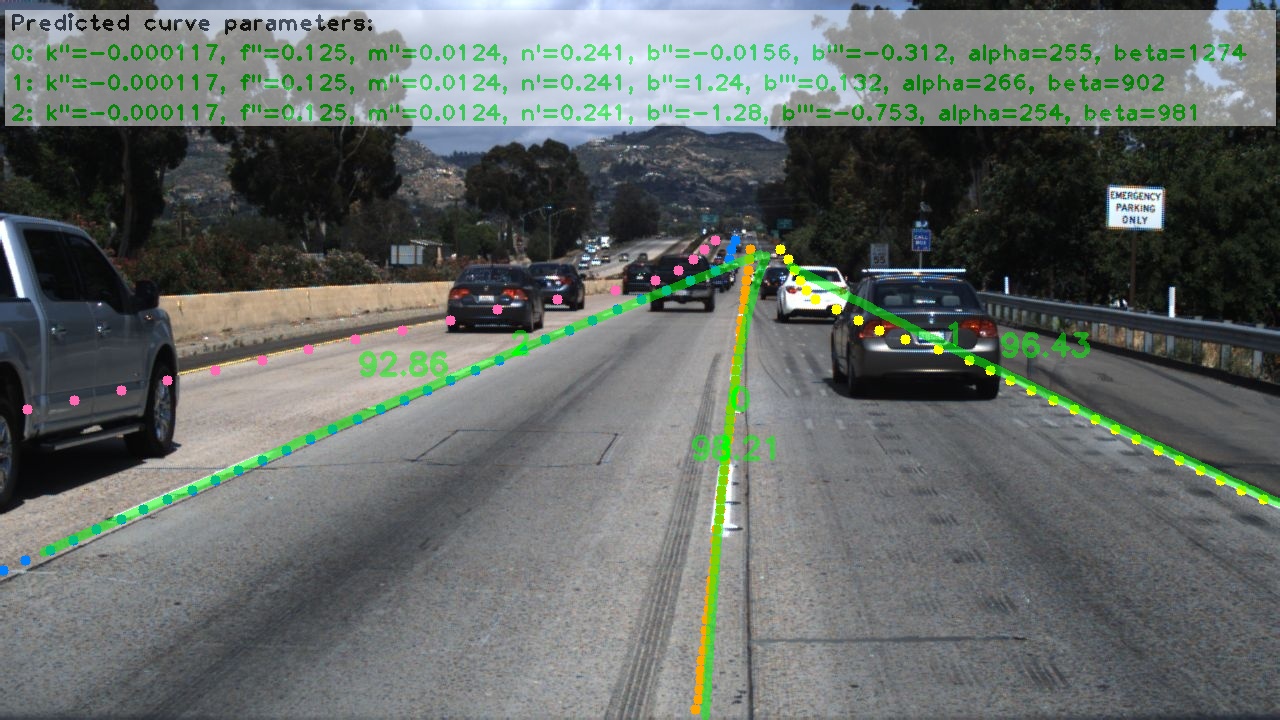 Predicted curve parameters:
0: k''=-0.000117, f''=0.125, m''=0.0124, n'=0.241, b''=-0.0156, b'''=-0.312, alpha=255, beta=1274
1: k''=-0.000117, f''=0.125, m''=0.0124, n'=0.241, b''=1.24, b'''=0.132, alpha=266, beta=902
2: k''=-0.000117, f''=0.125, m''=0.0124, n'=0.241, b''=-1.28, b'''=-0.753, alpha=254, beta=981
EMERGENCY
PARKING
ONLY
CALL
BOX
2
1
96.43
92.86
0
98.21